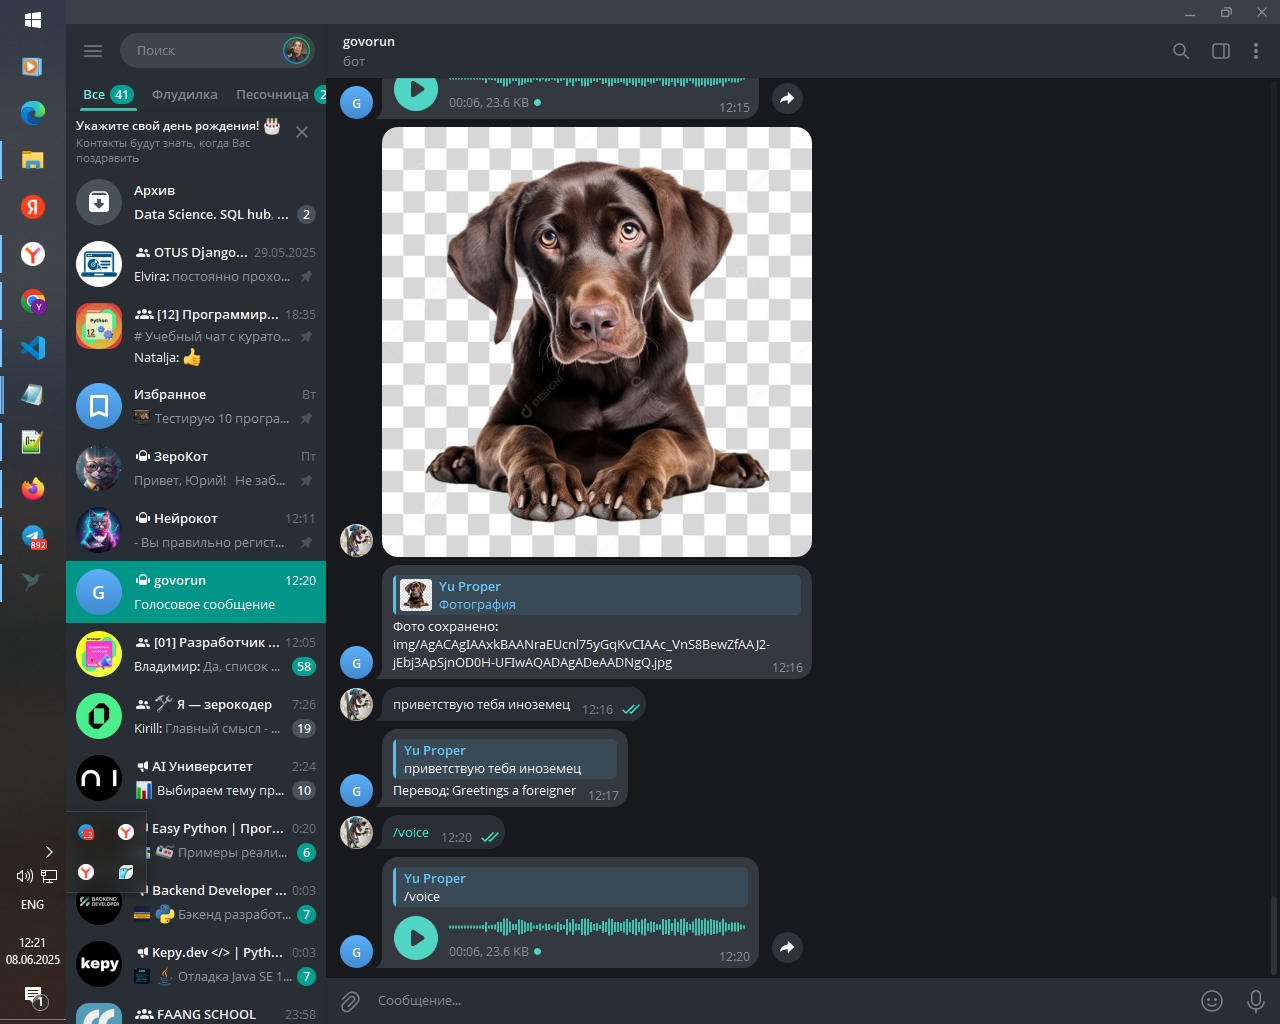 Поиск
Все 41 Флудилка Песочница 2
Укажите свой день рождения!
Контакты будут знать, когда Вас
поздравить
Архив
Data Science. SQL hub, ... 2
OTUS Django... 29.05.2025
Elvira: постоянно прохо...
[12] Программир... 18:35
# Учебный чат с курато...
Natalja: 👍
Избранное Вт
Тестирую 10 програ...
ЗероКот Пт
Привет, Юрий! Не заб...
Нейрокот 12:11
- Вы правильно регист...
G
govorun 12:20
Голосовое сообщение
[01] Разработчик ... 12:05
Владимир: Да, список ... 58
Я — зерокодер 7:26
Kirill: Главный смысл - ... 19
AI Университет 2:24
Выбираем тему пр... 10
Easy Python | Прог... 0:20
Примеры реали... 6
Backend Developer ... 0:03
Бэкенд разработ... 7
BACKEND
DEVELOPER
kepy
Kepy.dev </> | Pyth... 0:03
Отладка Java SE 1... 7
FAANG SCHOOL 23:58
892
ENG
12:21
08.06.2025
1
govorun
бот
G
00:06, 23.6 KB
12:15
Yu Proper
Фотография
Фото сохранено:
img/AgACAgIAAxkBAANraEUcnl75yGqKvCIAAc_VnS8BewZfAAJ2-
jEbj3ApSjnOD0H-UFIwAQADAgADeAADNgQ.jpg
12:16
G
приветствую тебя иноземец 12:16
Yu Proper
приветствую тебя иноземец
Перевод: Greetings a foreigner 12:17
G
/voice 12:20
Yu Proper
/voice
00:06, 23.6 KB
12:20
G
Сообщение...